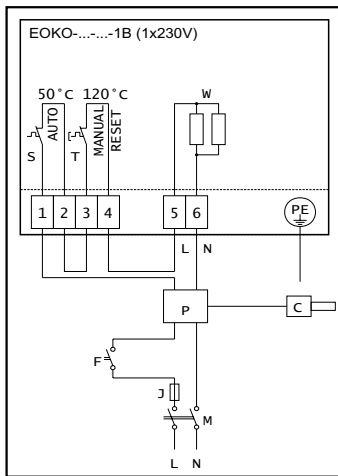 EOKO-...-...-1B (1x230V)
50°C 120°C W
AUTO
MANUAL
RESET
S T
1 2 3 4 5 6 PE
L N
P C
F
J
M
L N